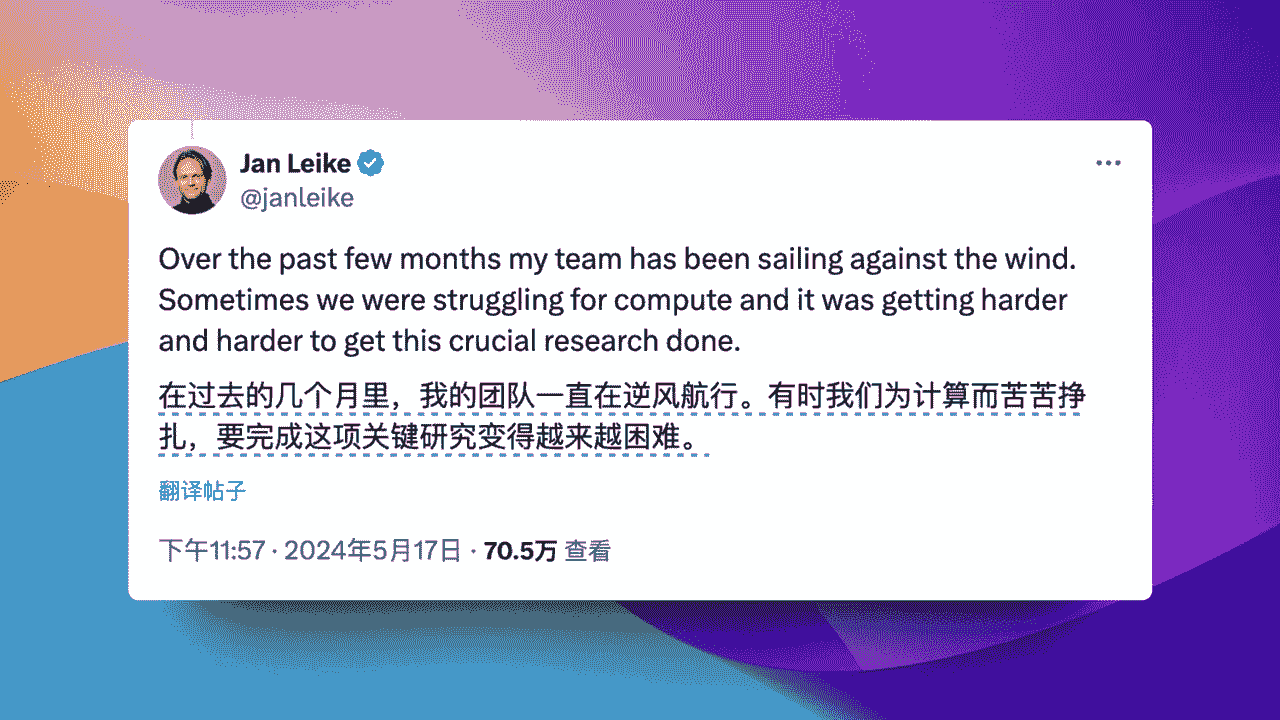 Jan Leike
@janleike
Over the past few months my team has been sailing against the wind.
Sometimes we were struggling for compute and it was getting harder
and harder to get this crucial research done.
在过去的几个月里，我的团队一直在逆风航行。有时我们为计算而苦苦挣
扎，要完成这项关键研究变得越来越困难。
翻译帖子
下午11:57 · 2024年5月17日 · 70.5万 查看